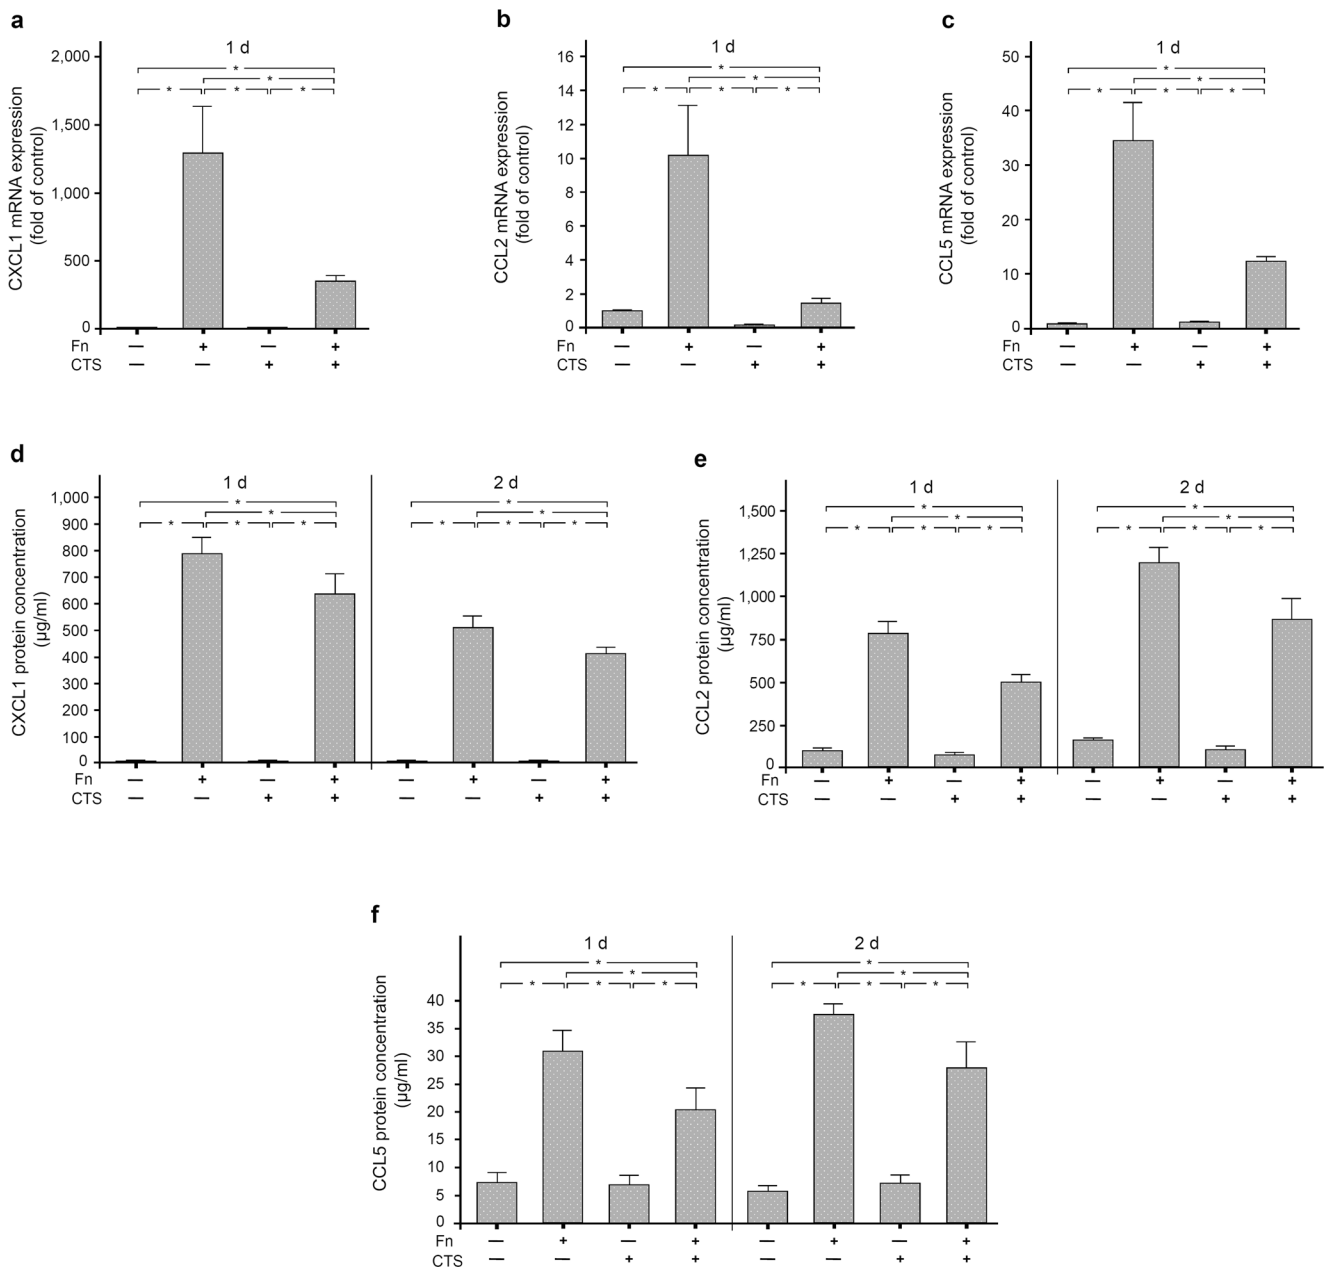 a
1 d
2,000
1,500
1,000
500
0
CXCL1 mRNA expression
(fold of control)
*
* 
* * *
Fn — + — +
CTS — — + +
b
1 d
16
14
12
10
8
6
4
2
0
CCL2 mRNA expression
(fold of control)
*
*
* * *
Fn — + — +
CTS — — + +
c
1 d
50
40
30
20
10
0
CCL5 mRNA expression
(fold of control)
*
*
* * *
Fn — + — +
CTS — — + +
d
1 d 2 d
1,000
900
800
700
600
500
400
300
200
100
0
CXCL1 protein concentration
(µg/ml)
* *
* *
* * * * * *
Fn — + — + — + — +
CTS — — + + — — + +
e
1 d 2 d
1,500
1,250
1,000
750
500
250
0
CCL2 protein concentration
(µg/ml)
* *
* *
* * * * * *
Fn — + — + — + — +
CTS — — + + — — + +
f
1 d 2 d
40
35
30
25
20
15
10
5
0
CCL5 protein concentration
(µg/ml)
* *
* *
* * * * * *
Fn — + — + — + — +
CTS — — + + — — + +